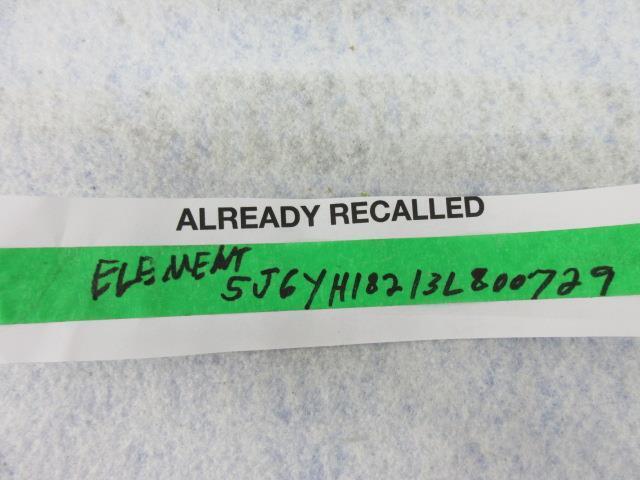 ALREADY RECALLED
ELEMENT 5J6YH18213L800729